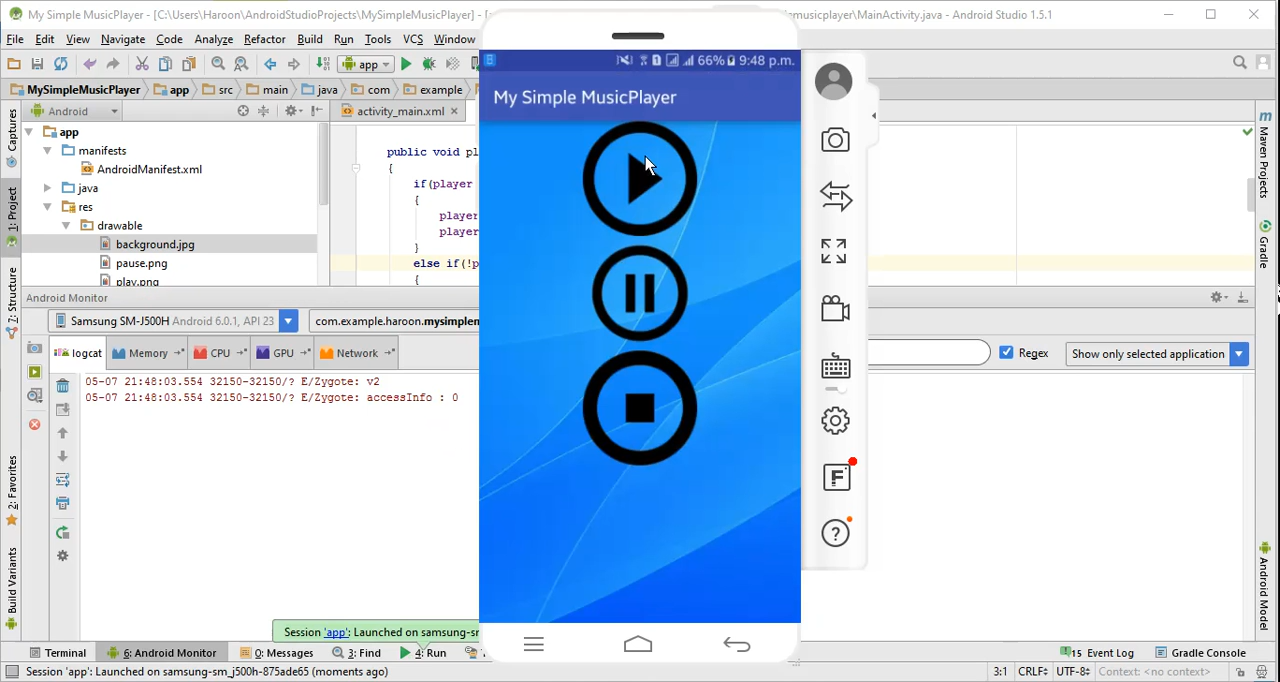 My Simple MusicPlayer - [C:\Users\Haroon\AndroidStudioProjects\MySimpleMusicPlayer] -
musicplayer\MainActivity.java - Android Studio 1.5.1
File Edit View Navigate Code Analyze Refactor Build Run Tools VCS Window
app
MySimpleMusicPlayer app src main java com example
Android
activity_main.xml
app
manifests
AndroidManifest.xml
java
res
drawable
background.jpg
pause.png
play.png
public void pl
{
if(player
{
player
player
}
else if(!p
{
Captures
1: Project
7: Structure
2: Favorites
Build Variants
Maven Projects
Gradle
Android Model
66% 9:48 p.m.
My Simple MusicPlayer
F
?
Android Monitor
Samsung SM-J500H Android 6.0.1, API 23
com.example.haroon.mysimplem
Regex
Show only selected application
logcat Memory CPU GPU Network
05-07 21:48:03.554 32150-32150/? E/Zygote: v2
05-07 21:48:03.554 32150-32150/? E/Zygote: accessInfo : 0
Session 'app': Launched on samsung-s
Terminal 6: Android Monitor 0: Messages 3: Find 4: Run
15 Event Log Gradle Console
Session 'app': Launched on samsung-sm_j500h-875ade65 (moments ago)
3:1 CRLF UTF-8 Context: <no context>